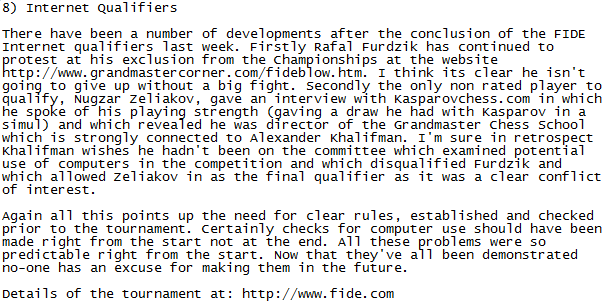 8) Internet Qualifiers
There have been a number of developments after the conclusion of the FIDE
Internet qualifiers last week. Firstly Rafal Furdzik has continued to
protest at his exclusion from the Championships at the website
http://www.grandmastercorner.com/fideblow.htm. I think its clear he isn't
going to give up without a big fight. Secondly the only non rated player to
qualify, Nugzar Zeliakov, gave an interview with Kasparovchess.com in which
he spoke of his playing strength (gaving a draw he had with Kasparov in a
simul) and which revealed he was director of the Grandmaster Chess School
which is strongly connected to Alexander Khalifman. I'm sure in retrospect
Khalifman wishes he hadn't been on the committee which examined potential
use of computers in the competition and which disqualified Furdzik and
which allowed Zeliakov in as the final qualifier as it was a clear conflict
of interest.
Again all this points up the need for clear rules, established and checked
prior to the tournament. Certainly checks for computer use should have been
made right from the start not at the end. All these problems were so
predictable right from the start. Now that they've all been demonstrated
no-one has an excuse for making them in the future.
Details of the tournament at: http://www.fide.com